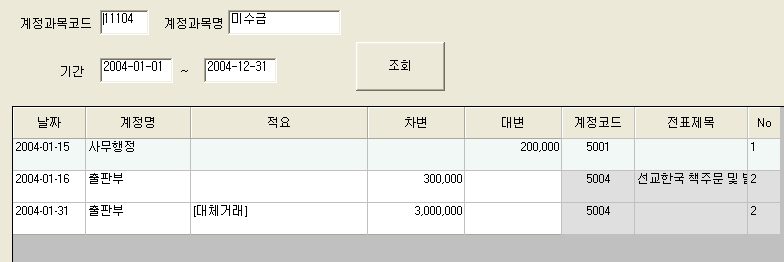 계정과목코드 11104 계정과목명 미수금
기간 2004-01-01 ~ 2004-12-31 조회
날짜 계정명 적요 차변 대변 계정코드 전표제목 No
2004-01-15 사무행정 200,000 5001 1
2004-01-16 출판부 300,000 5004 선교한국 책주문 및 2
2004-01-31 출판부 [대체거래] 3,000,000 5004 2